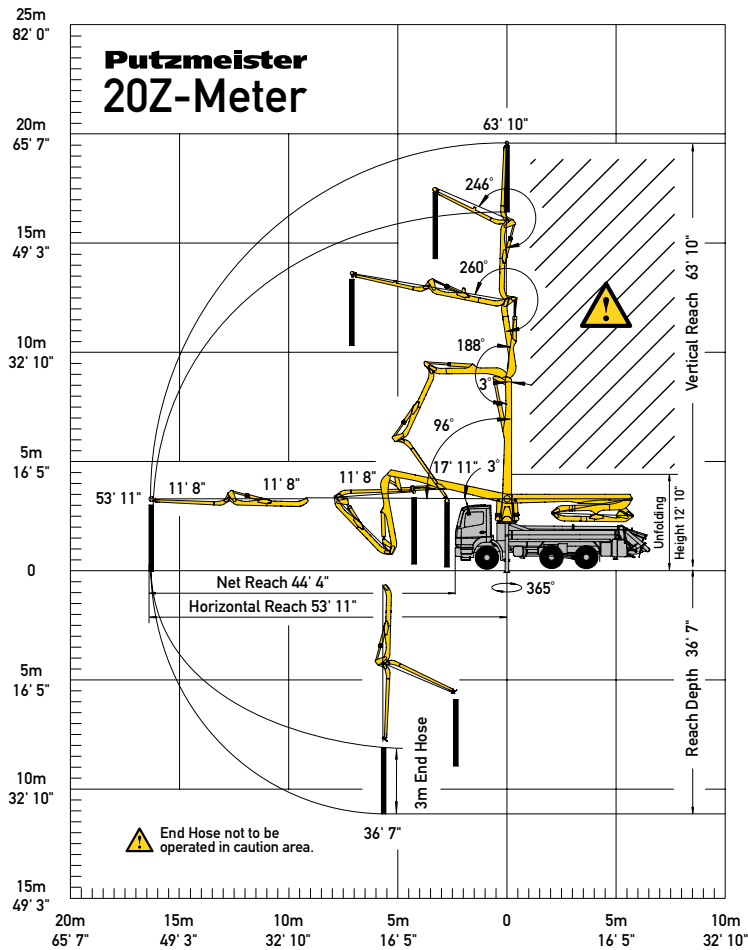 25m
82' 0"
Putzmeister
20Z-Meter
20m
65' 7"
63' 10"
246°
15m
49' 3"
260°
Vertical Reach 63' 10"
10m
32' 10"
188°
3°
96°
5m
16' 5"
17' 11"
3°
53' 11"
11' 8"
11' 8"
11' 8"
Unfolding
Height 12' 10"
0
Net Reach 44' 4"
365°
Horizontal Reach 53' 11"
5m
16' 5"
Reach Depth 36' 7"
3m End Hose
10m
32' 10"
! End Hose not to be
operated in caution area.
36' 7"
15m
49' 3"
20m
65' 7"
15m
49' 3"
10m
32' 10"
5m
16' 5"
0
5m
16' 5"
10m
32' 10"
!